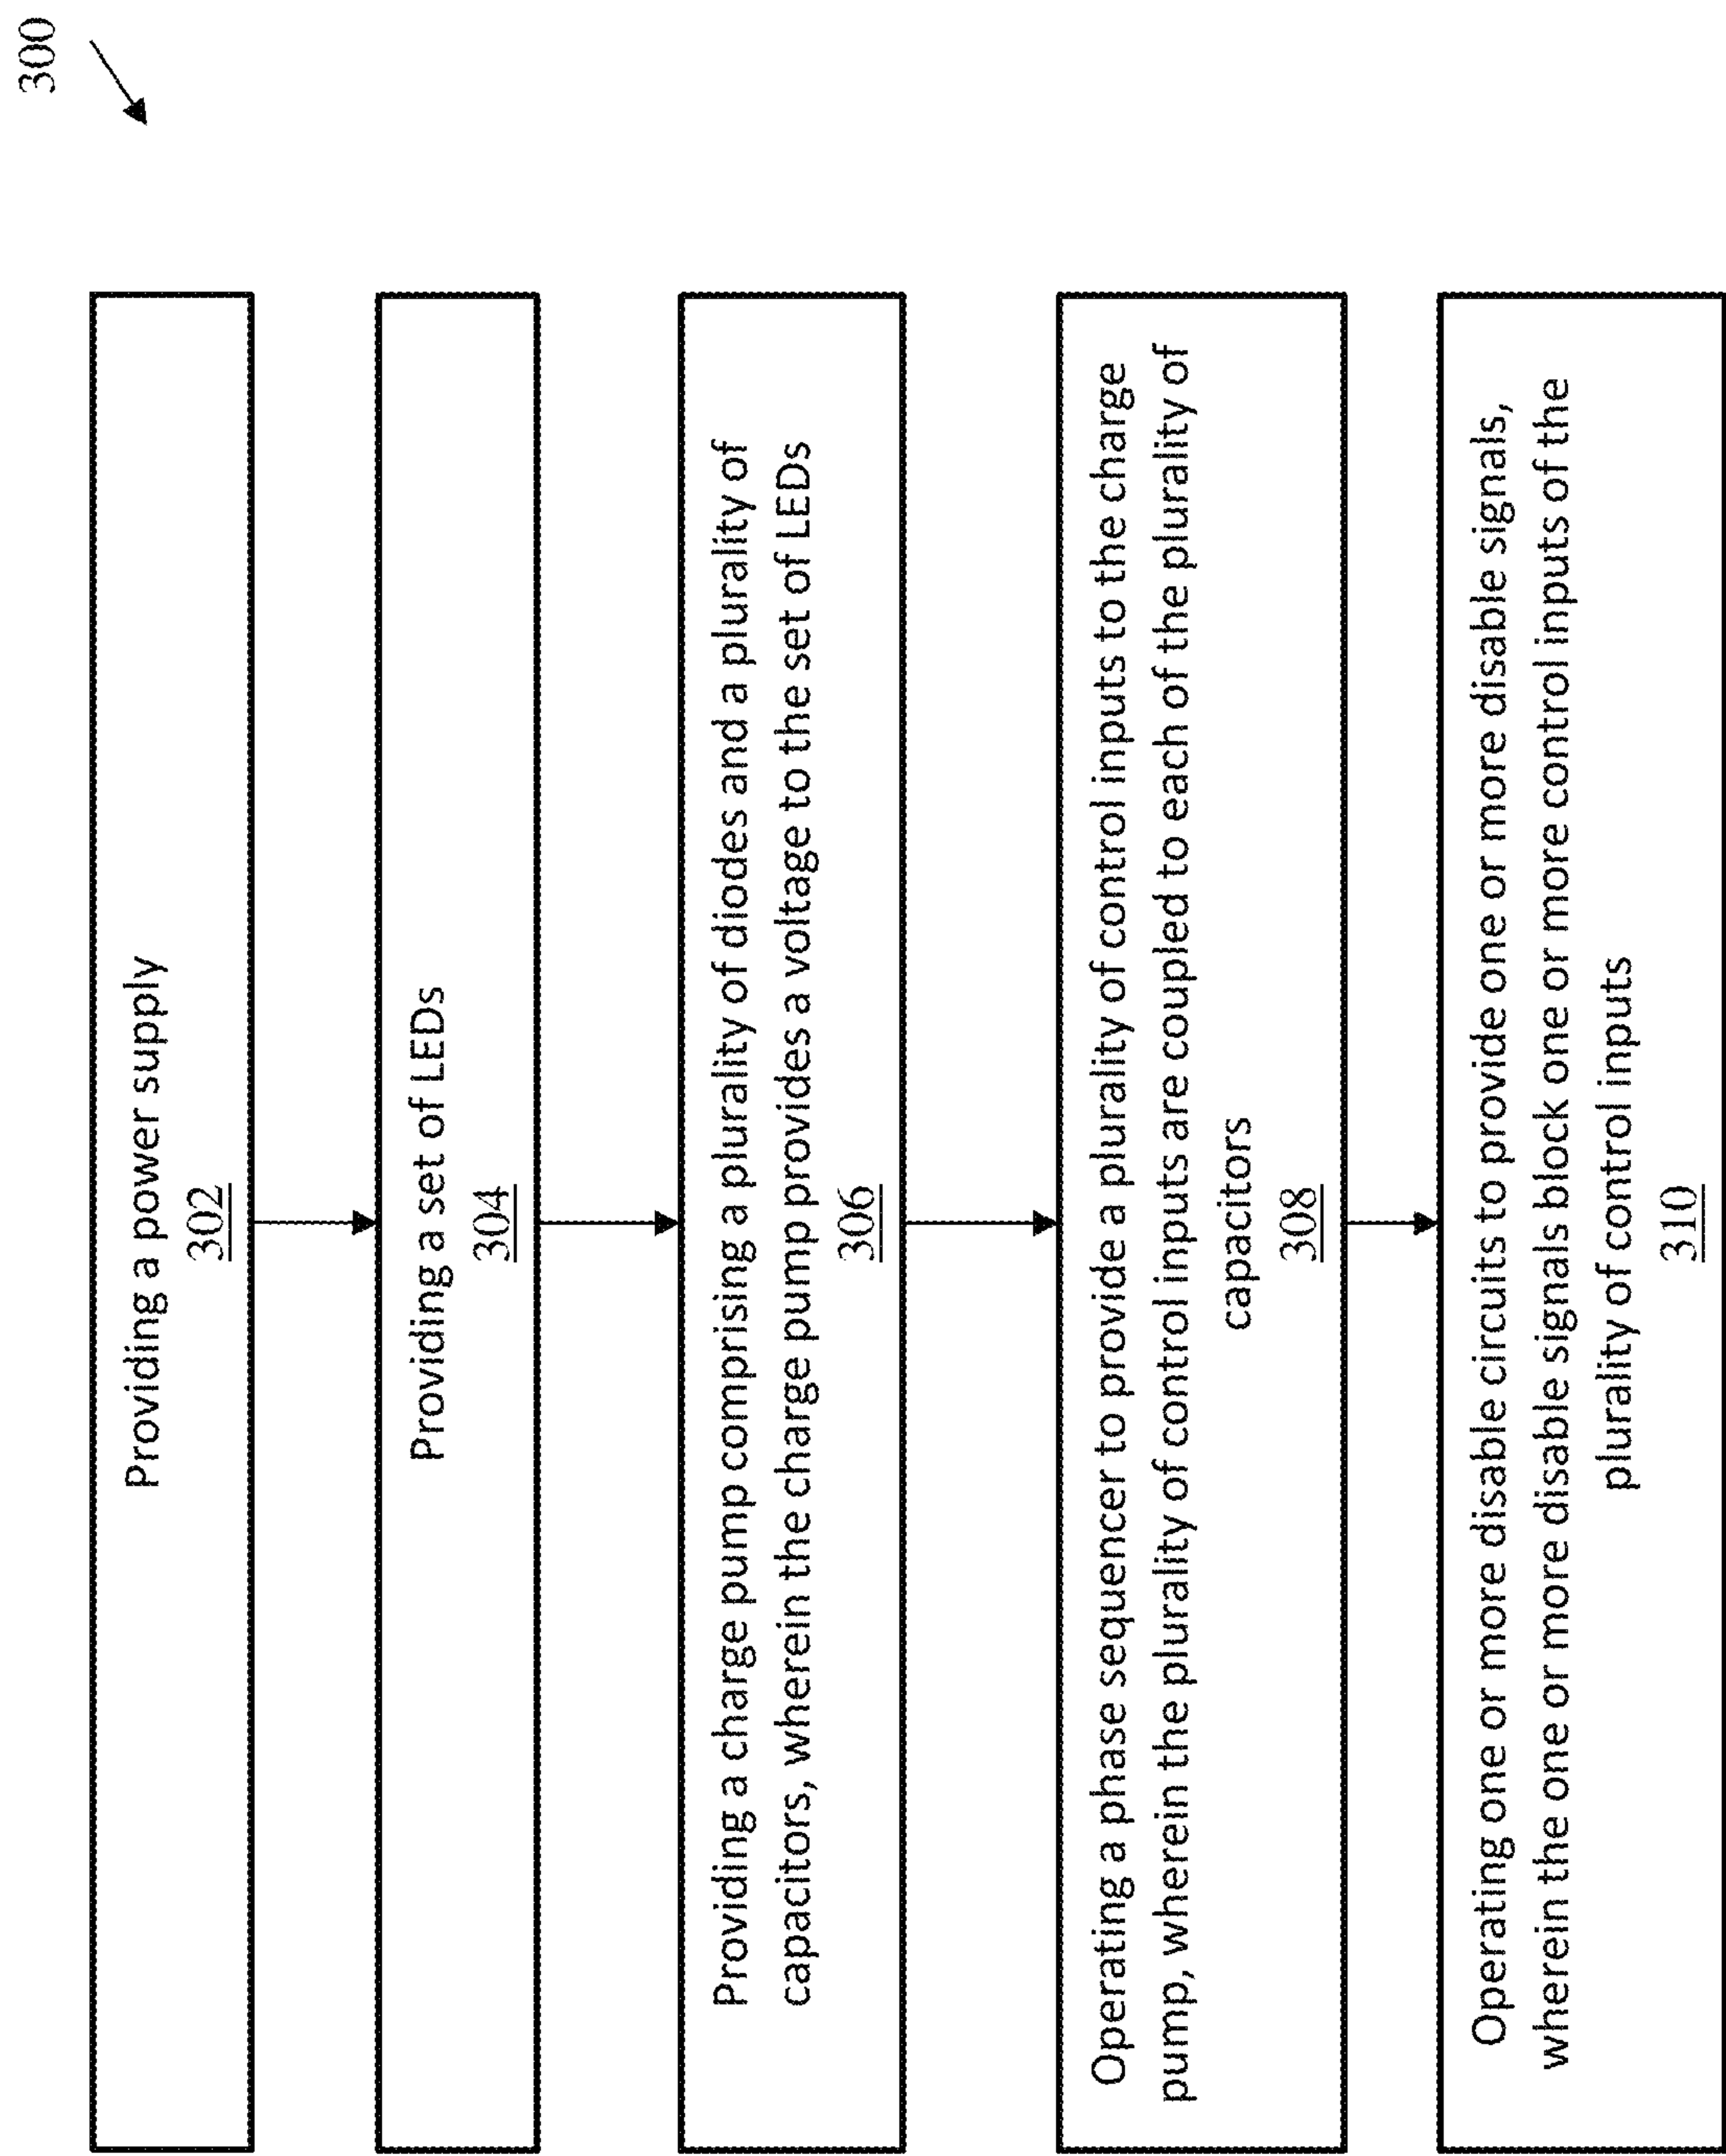 300
Providing a power supply
302
Providing a set of LEDs
304
Providing a charge pump comprising a plurality of diodes and a plurality of
capacitors, wherein the charge pump provides a voltage to the set of LEDs
306
Operating a phase sequencer to provide a plurality of control inputs to the charge
pump, wherein the plurality of control inputs are coupled to each of the plurality of
capacitors
308
Operating one or more disable circuits to provide one or more disable signals,
wherein the one or more disable signals block one or more control inputs of the
plurality of control inputs
310